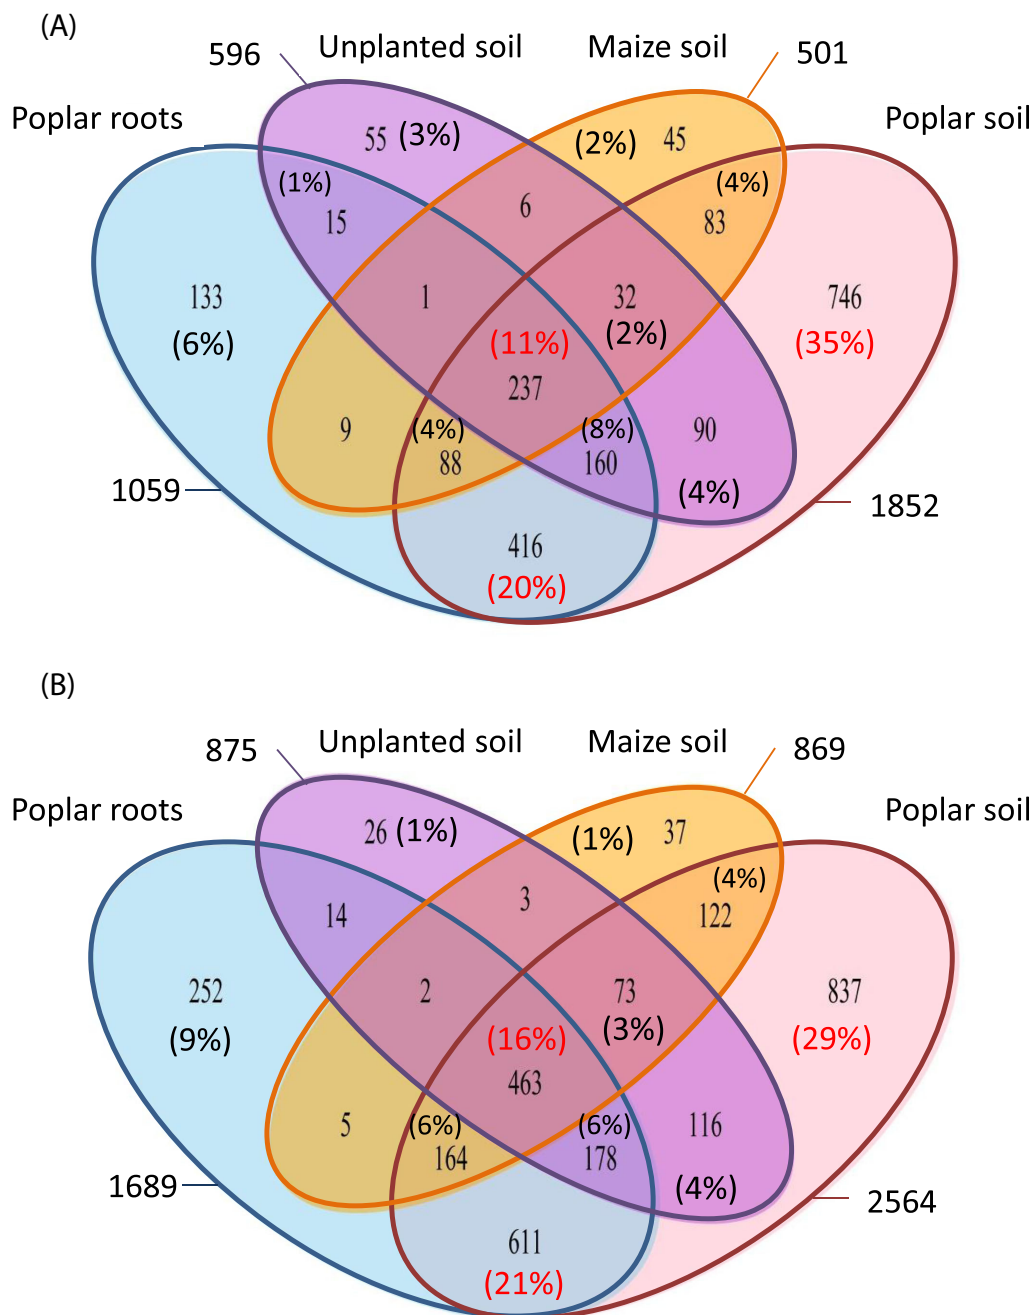 (A)
596 Unplanted soil Maize soil 501
Poplar roots Poplar soil
55 (3%) (2%) 45
(1%) (4%)
15 6 83
133 1 32 746
(6%) (11%) (2%) (35%)
237
9 (4%) (8%) 90
88 160
1059 (4%) 1852
416
(20%)
(B)
875 Unplanted soil Maize soil 869
Poplar roots Poplar soil
26 (1%) (1%) 37
(4%)
14 3 122
252 2 73 837
(9%) (16%) (3%) (29%)
463
5 (6%) (6%) 116
164 178
1689 (4%) 2564
611
(21%)